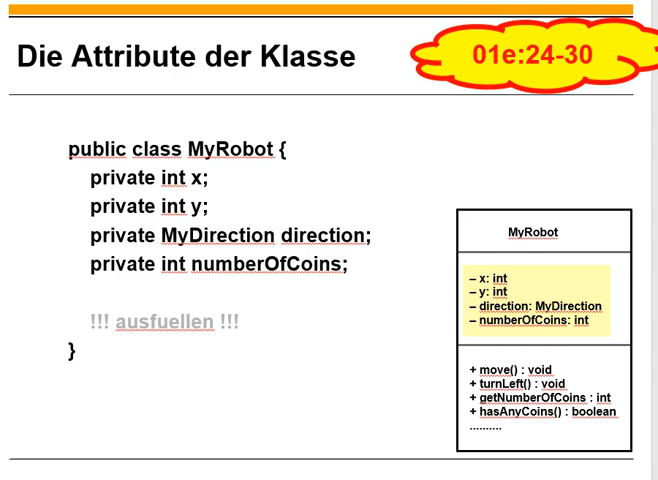 Die Attribute der Klasse
01e:24-30
public class MyRobot {
private int x;
private int y;
private MyDirection direction;
private int numberOfCoins;
!!! ausfuellen !!!
}
MyRobot
– x: int
– y: int
– direction: MyDirection
– numberOfCoins: int
+ move() : void
+ turnLeft() : void
+ getNumberOfCoins : int
+ hasAnyCoins() : boolean
..........